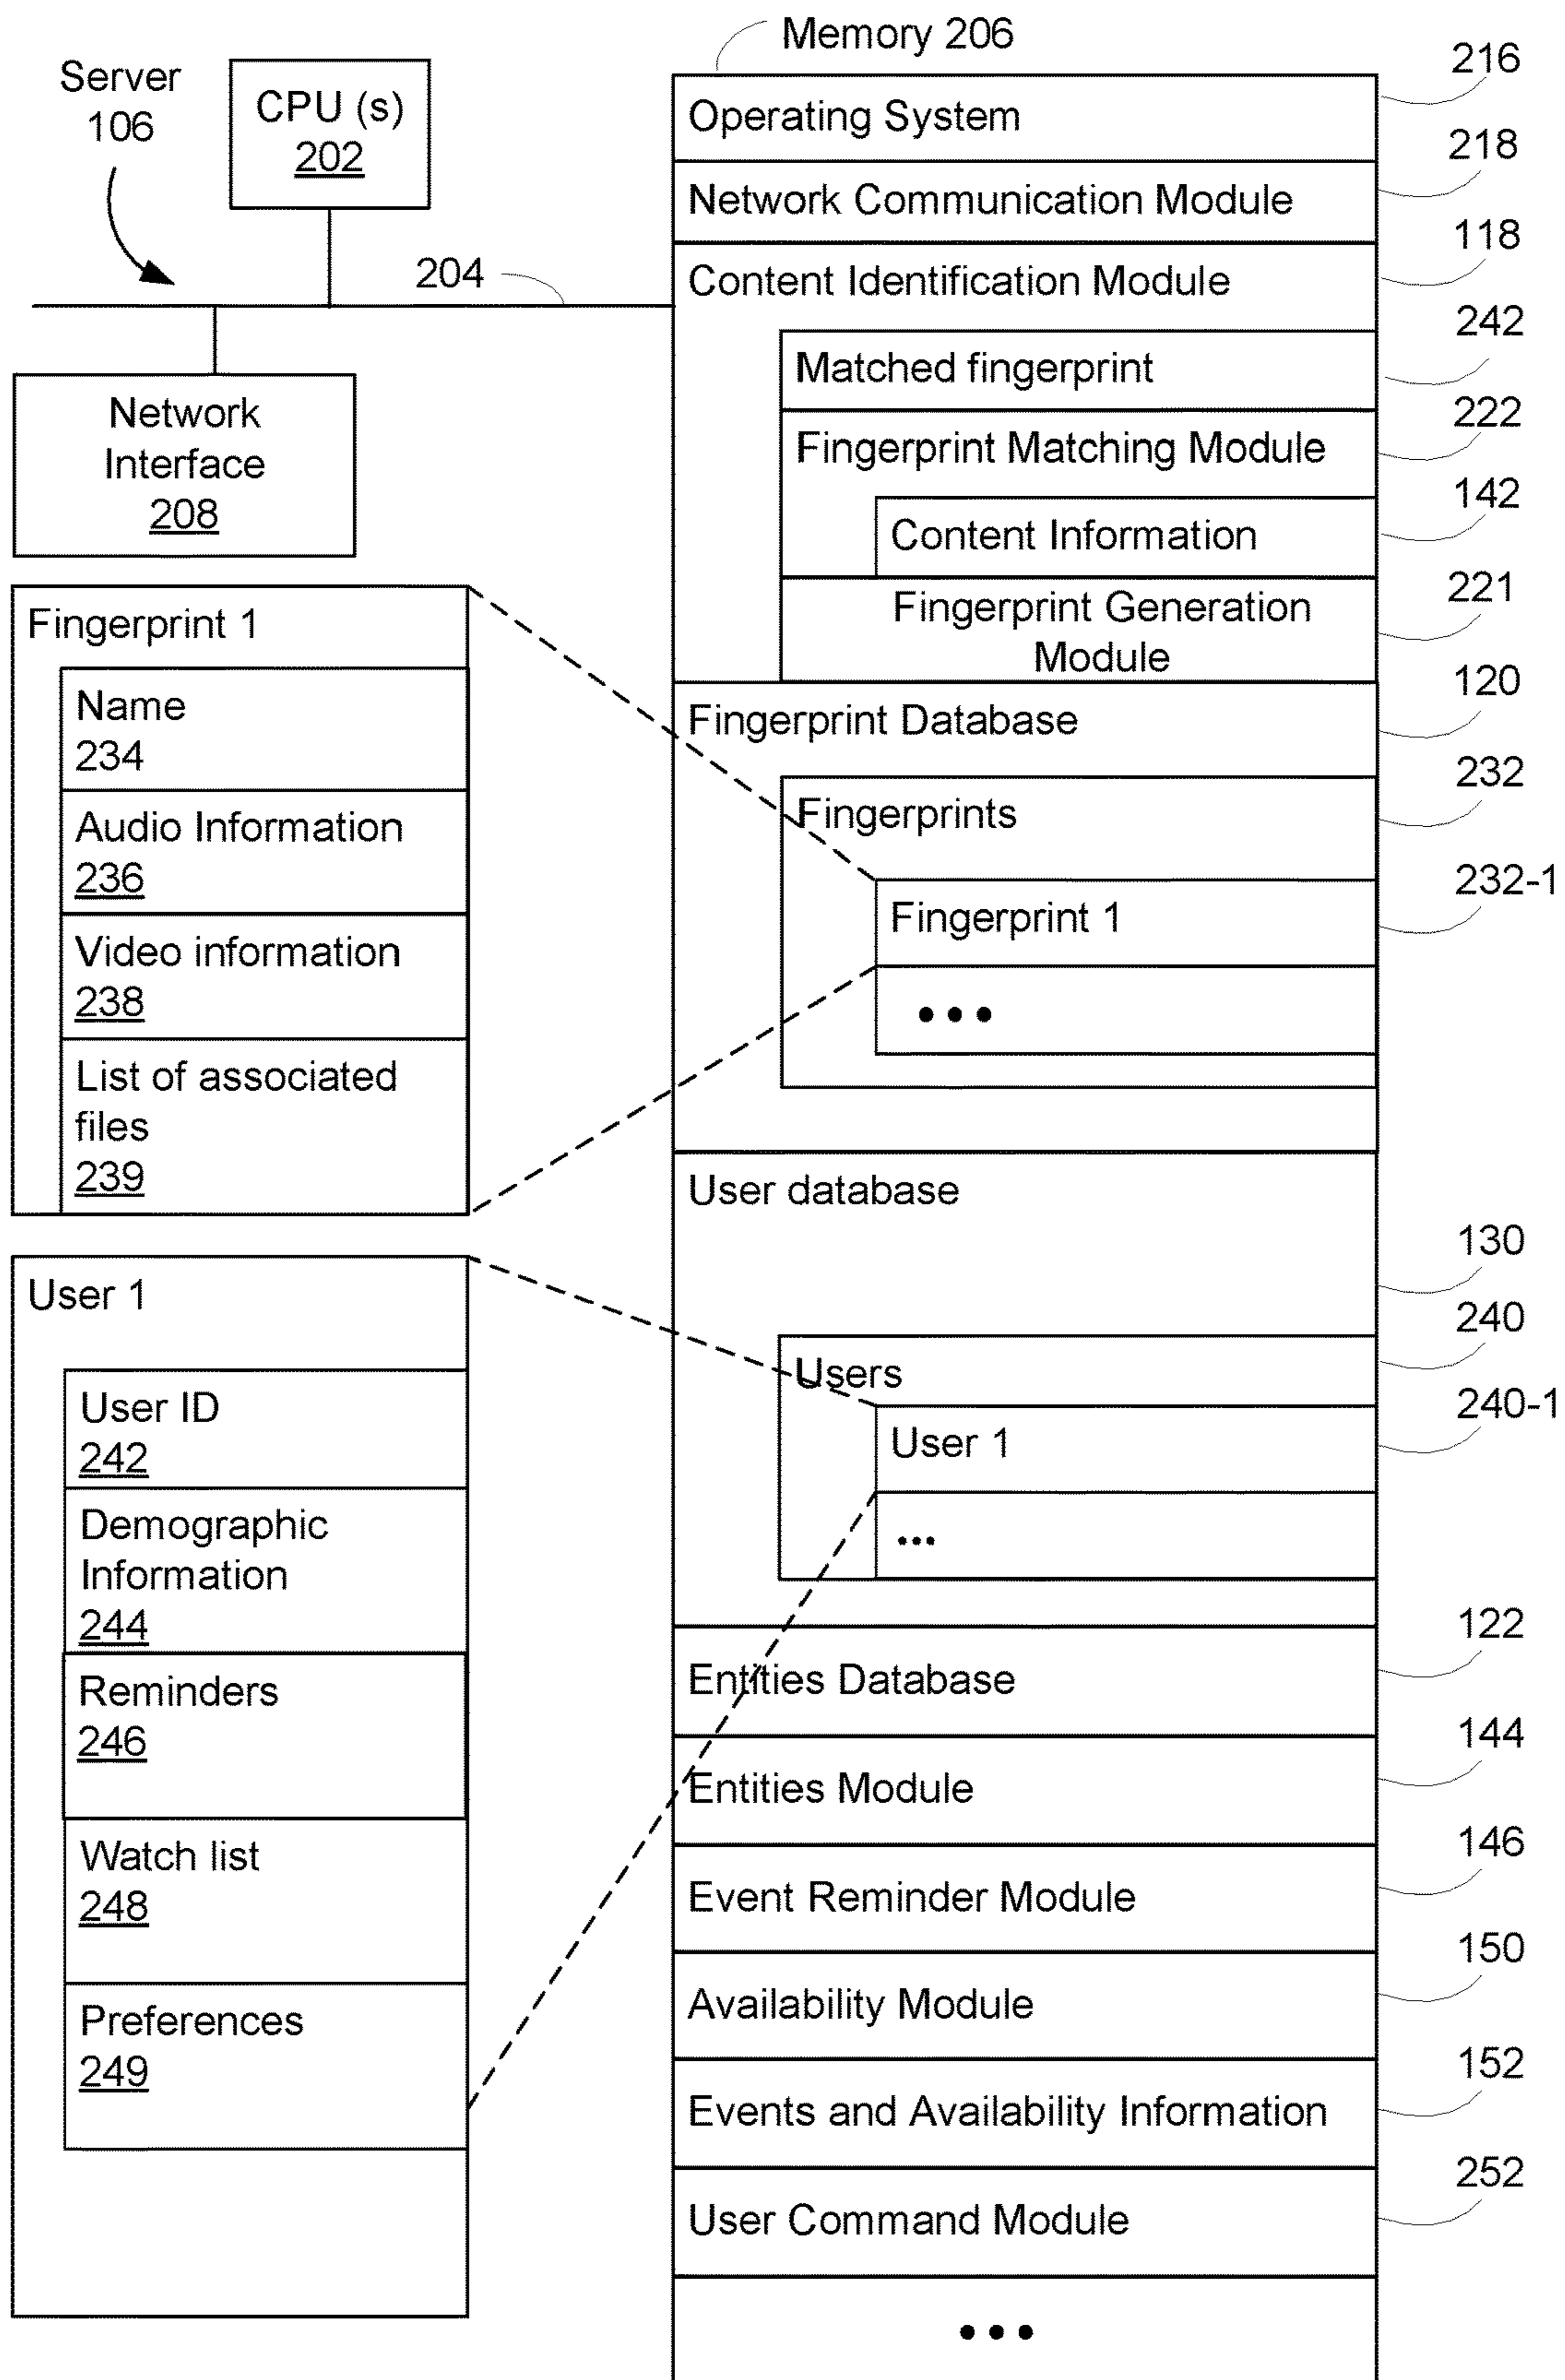 Memory 206
Server
106
CPU (s)
202
204
Network
Interface
208
Operating System
216
Network Communication Module
218
Content Identification Module
118
Matched fingerprint
242
Fingerprint Matching Module
222
Content Information
142
Fingerprint Generation
Module
221
Fingerprint Database
120
Fingerprints
232
Fingerprint 1
232-1
•••
Fingerprint 1
Name
234
Audio Information
236
Video information
238
List of associated
files
239
User database
130
Users
240
User 1
240-1
...
User 1
User ID
242
Demographic
Information
244
Reminders
246
Watch list
248
Preferences
249
Entities Database
122
Entities Module
144
Event Reminder Module
146
Availability Module
150
Events and Availability Information
152
User Command Module
252
•••